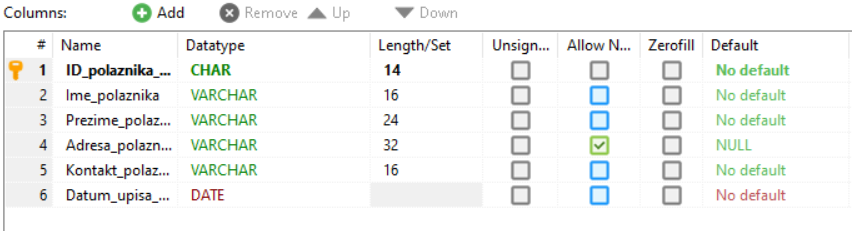 Columns: Add Remove Up Down
# Name Datatype Length/Set Unsign... Allow N... Zerofill Default
1 ID_polaznika_... CHAR 14 No default
2 Ime_polaznika VARCHAR 16 No default
3 Prezime_polaz... VARCHAR 24 No default
4 Adresa_polazn... VARCHAR 32 NULL
5 Kontakt_polaz... VARCHAR 16 No default
6 Datum_upisa_... DATE No default